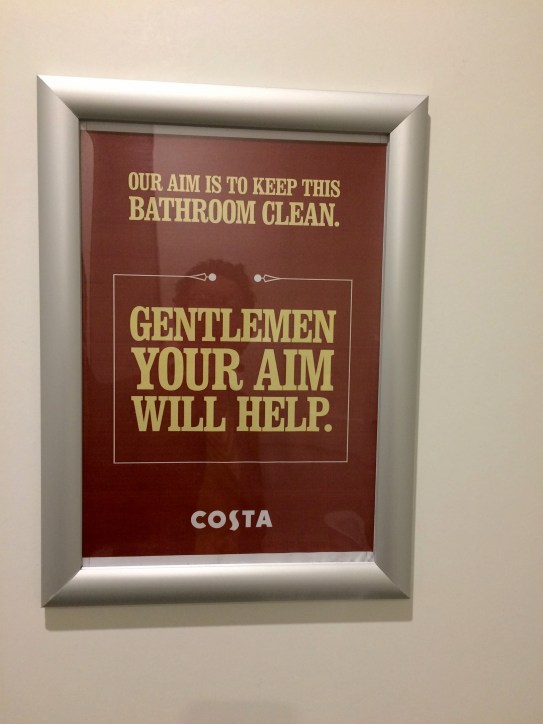 OUR AIM IS TO KEEP THIS
BATHROOM CLEAN.
GENTLEMEN
YOUR AIM
WILL HELP.
COSTA